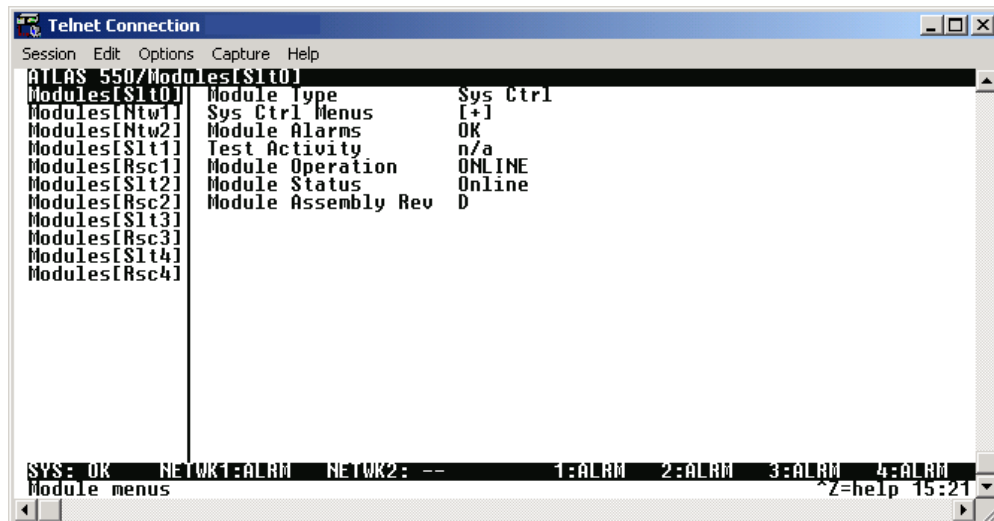 Telnet Connection
Session Edit Options Capture Help
ATLAS 550/Modules[Slt0]
Modules[Slt0] Module Type Sys Ctrl
Modules[Ntw1] Sys Ctrl Menus [+]
Modules[Ntw2] Module Alarms OK
Modules[Slt1] Test Activity n/a
Modules[Rsc1] Module Operation ONLINE
Modules[Slt2] Module Status Online
Modules[Rsc2] Module Assembly Rev D
Modules[Slt3]
Modules[Rsc3]
Modules[Slt4]
Modules[Rsc4]
SYS: OK NETWK1:ALRM NETWK2: -- 1:ALRM 2:ALRM 3:ALRM 4:ALRM
Module menus ^Z=help 15:21